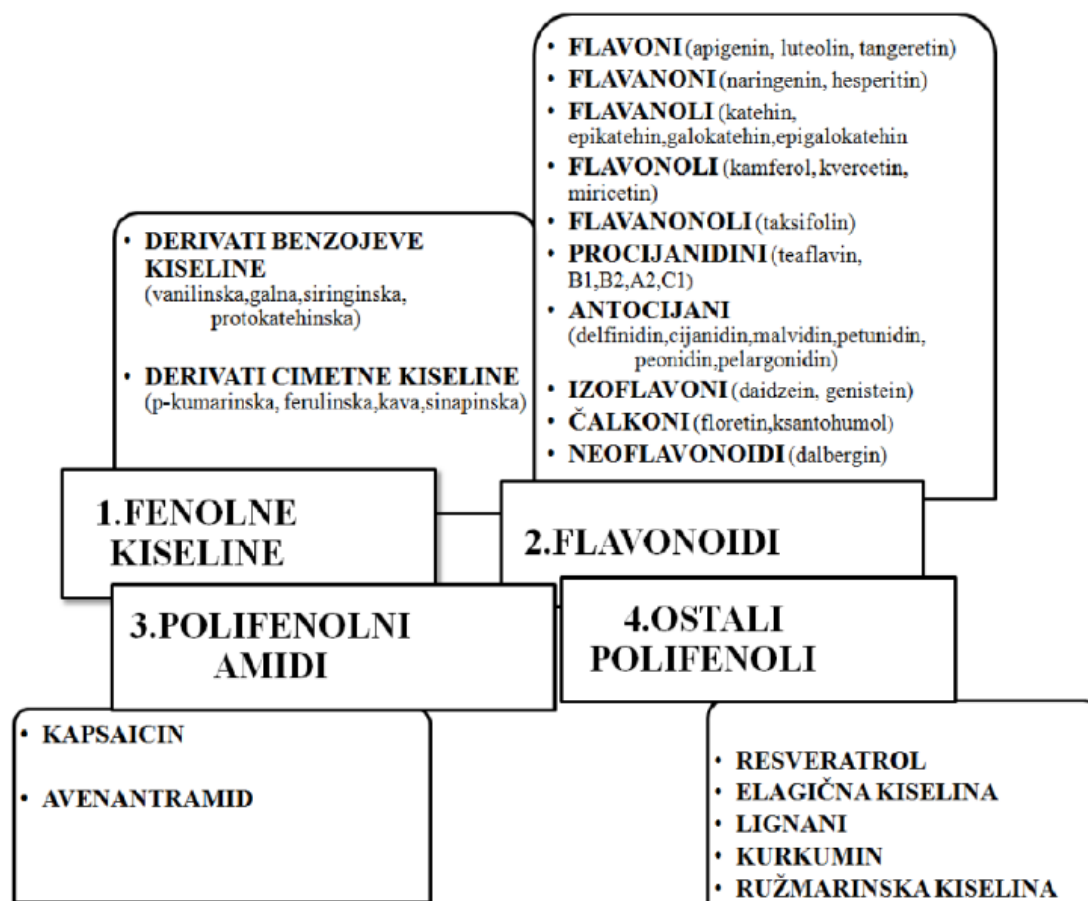 • FLAVONI (apigenin, luteolin, tangeretin)
• FLAVANONI (naringenin, hesperitin)
• FLAVANOLI (katehin,
epikatehin,galokatehin,epigalokatehin
• FLAVONOLI (kamferol, kvercetin,
miricetin)
• FLAVANONOLI (taksifolin)
• PROCIJANIDINI (teaflavin,
B1,B2,A2,C1)
• ANTOCIJANI
(delfinidin,cijanidin,malvidin,petunidin,
peonidin,pelargonidin)
• IZOFLAVONI (daidzein, genistein)
• ČALKONI (floretin,ksantohumol)
• NEOFLAVONOIDI (dalbergin)
• DERIVATI BENZOJEVE
KISELINE
(vanilinska,galna,siringinska,
protokatehinska)
• DERIVATI CIMETNE KISELINE
(p-kumarinska, ferulinska,kava,sinapinska)
1.FENOLNE
KISELINE
2.FLAVONOIDI
3.POLIFENOLNI
AMIDI
4.OSTALI
POLIFENOLI
• KAPSAICIN
• AVENANTRAMID
• RESVERATROL
• ELAGIČNA KISELINA
• LIGNANI
• KURKUMIN
• RUŽMARINSKA KISELINA